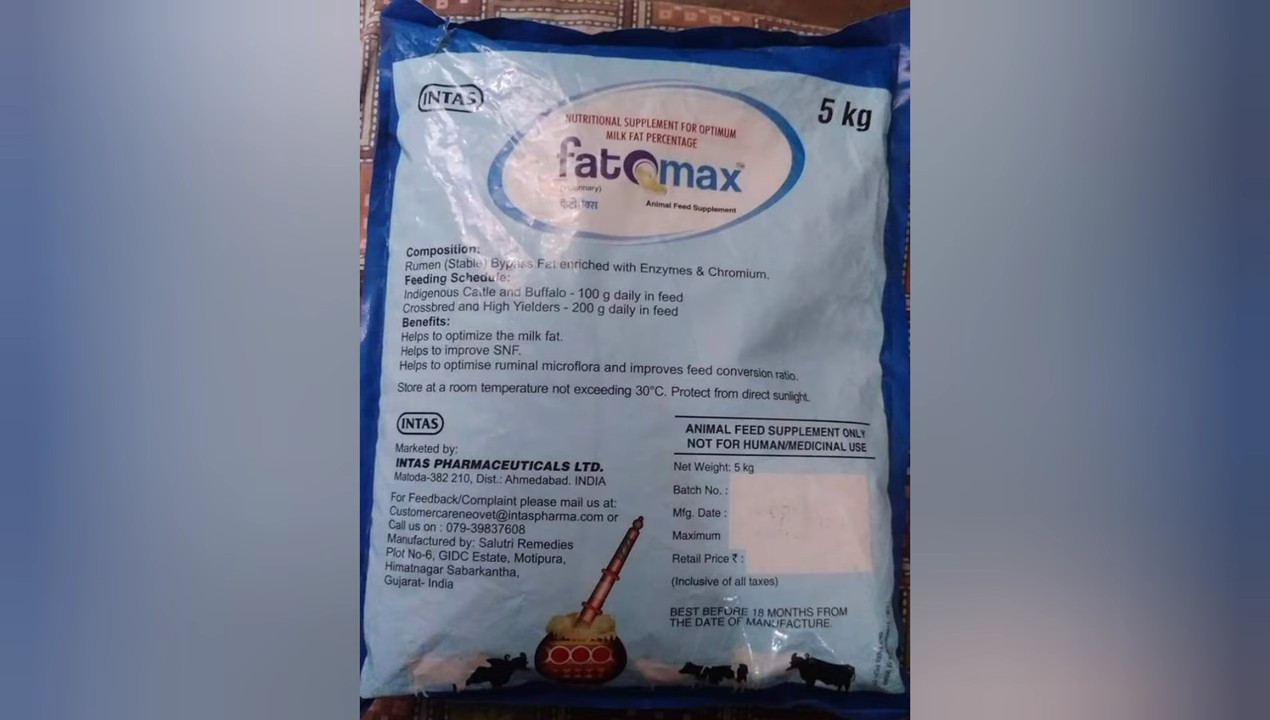 INTAS
5 kg
NUTRITIONAL SUPPLEMENT FOR OPTIMUM
MILK FAT PERCENTAGE
fatOmax™
Animal Feed Supplement
Composition:
Rumen (Stable) Bypass Fat enriched with Enzymes & Chromium.
Feeding Schedule:
Indigenous Cattle and Buffalo - 100 g daily in feed
Crossbred and High Yielders - 200 g daily in feed
Benefits:
Helps to optimize the milk fat.
Helps to improve SNF.
Helps to optimise ruminal microflora and improves feed conversion ratio.
Store at a room temperature not exceeding 30°C. Protect from direct sunlight.
INTAS
Marketed by:
INTAS PHARMACEUTICALS LTD.
Matoda-382 210, Dist.: Ahmedabad. INDIA
For Feedback/Complaint please mail us at:
Customercareneovet@intaspharma.com or
Call us on : 079-39837608
Manufactured by: Salutri Remedies
Plot No-6, GIDC Estate, Motipura,
Himatnagar Sabarkantha,
Gujarat- India
ANIMAL FEED SUPPLEMENT ONLY
NOT FOR HUMAN/MEDICINAL USE
Net Weight: 5 kg
Batch No. :
Mfg. Date :
Maximum
Retail Price ₹ :
(Inclusive of all taxes)
BEST BEFORE 18 MONTHS FROM
THE DATE OF MANUFACTURE.